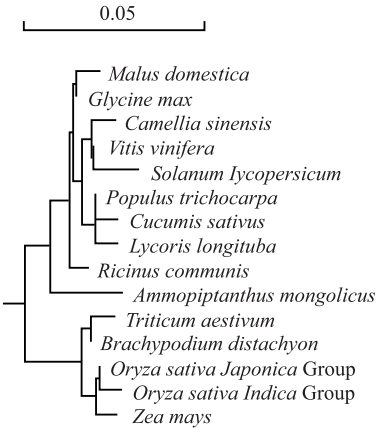 0.05
Malus domestica
Glycine max
Camellia sinensis
Vitis vinifera
Solanum Iycopersicum
Populus trichocarpa
Cucumis sativus
Lycoris longituba
Ricinus communis
Ammopiptanthus mongolicus
Triticum aestivum
Brachypodium distachyon
Oryza sativa Japonica Group
Oryza sativa Indica Group
Zea mays